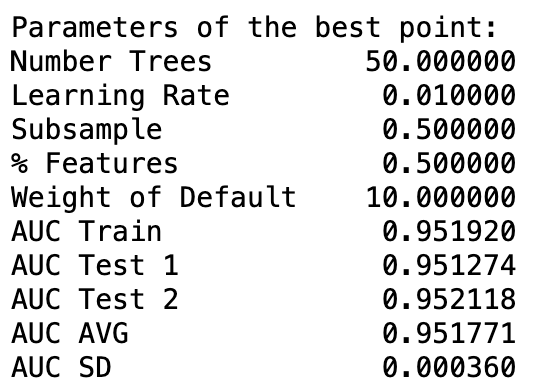 Parameters of the best point:
Number Trees 50.000000
Learning Rate 0.010000
Subsample 0.500000
% Features 0.500000
Weight of Default 10.000000
AUC Train 0.951920
AUC Test 1 0.951274
AUC Test 2 0.952118
AUC AVG 0.951771
AUC SD 0.000360